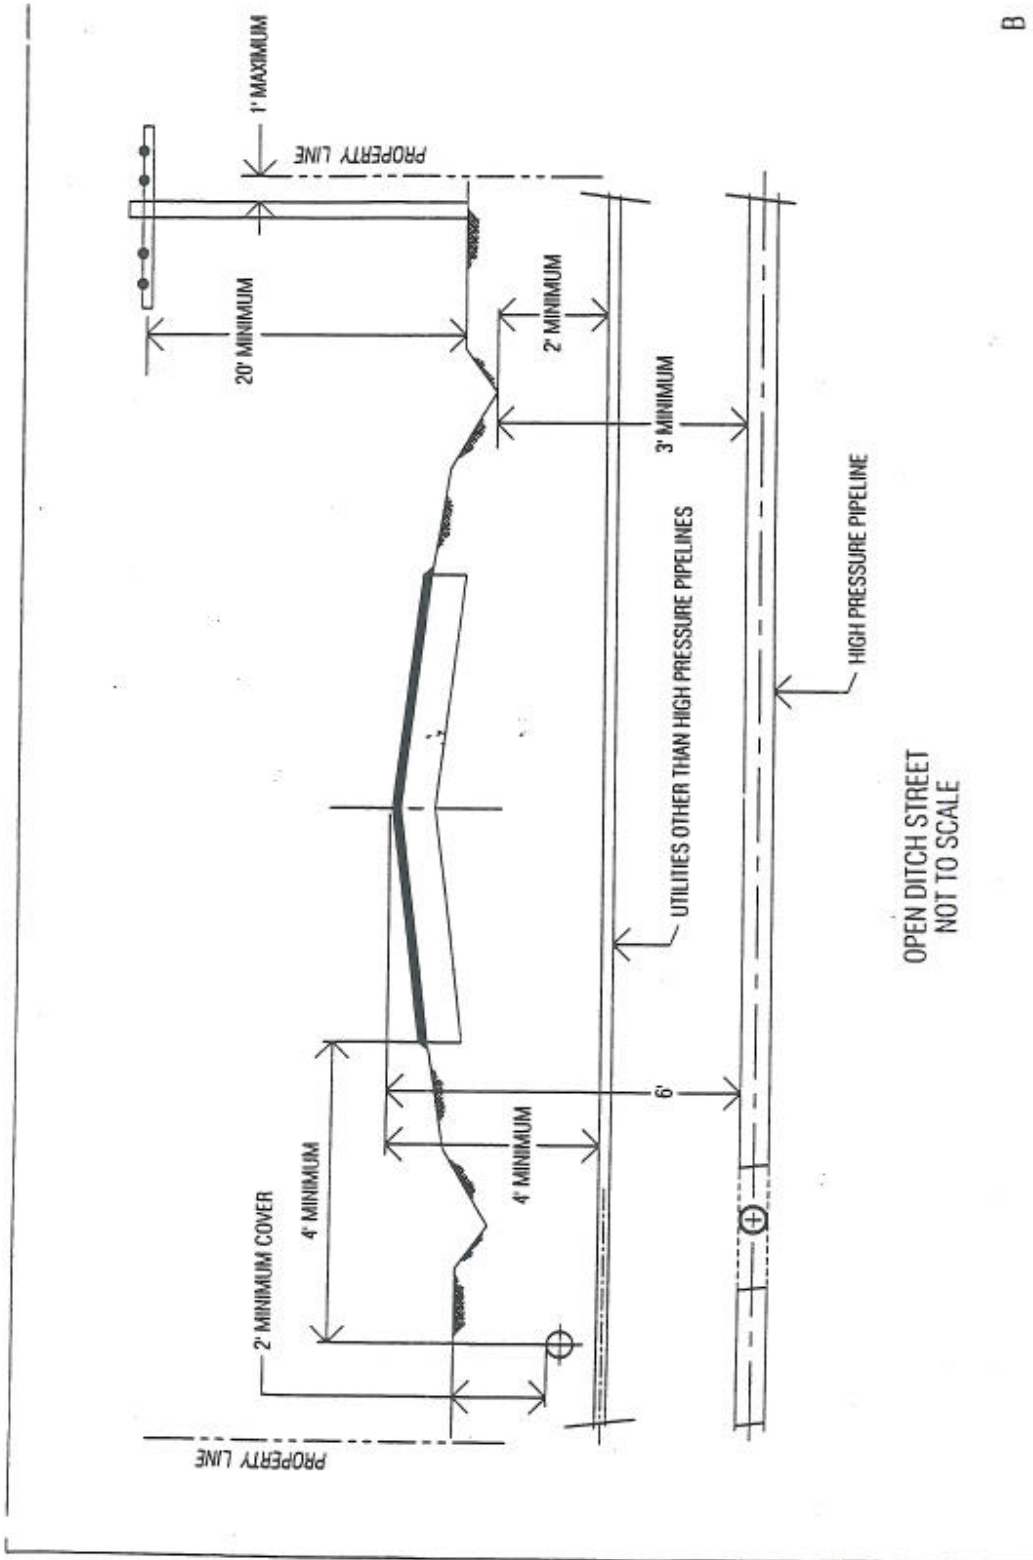 1' MAXIMUM
PROPERTY LINE
20' MINIMUM
2' MINIMUM
3' MINIMUM
2' MINIMUM COVER
4' MINIMUM
4' MINIMUM
6'
PROPERTY LINE
UTILITIES OTHER THAN HIGH PRESSURE PIPELINES
HIGH PRESSURE PIPELINE
OPEN DITCH STREET
NOT TO SCALE
B